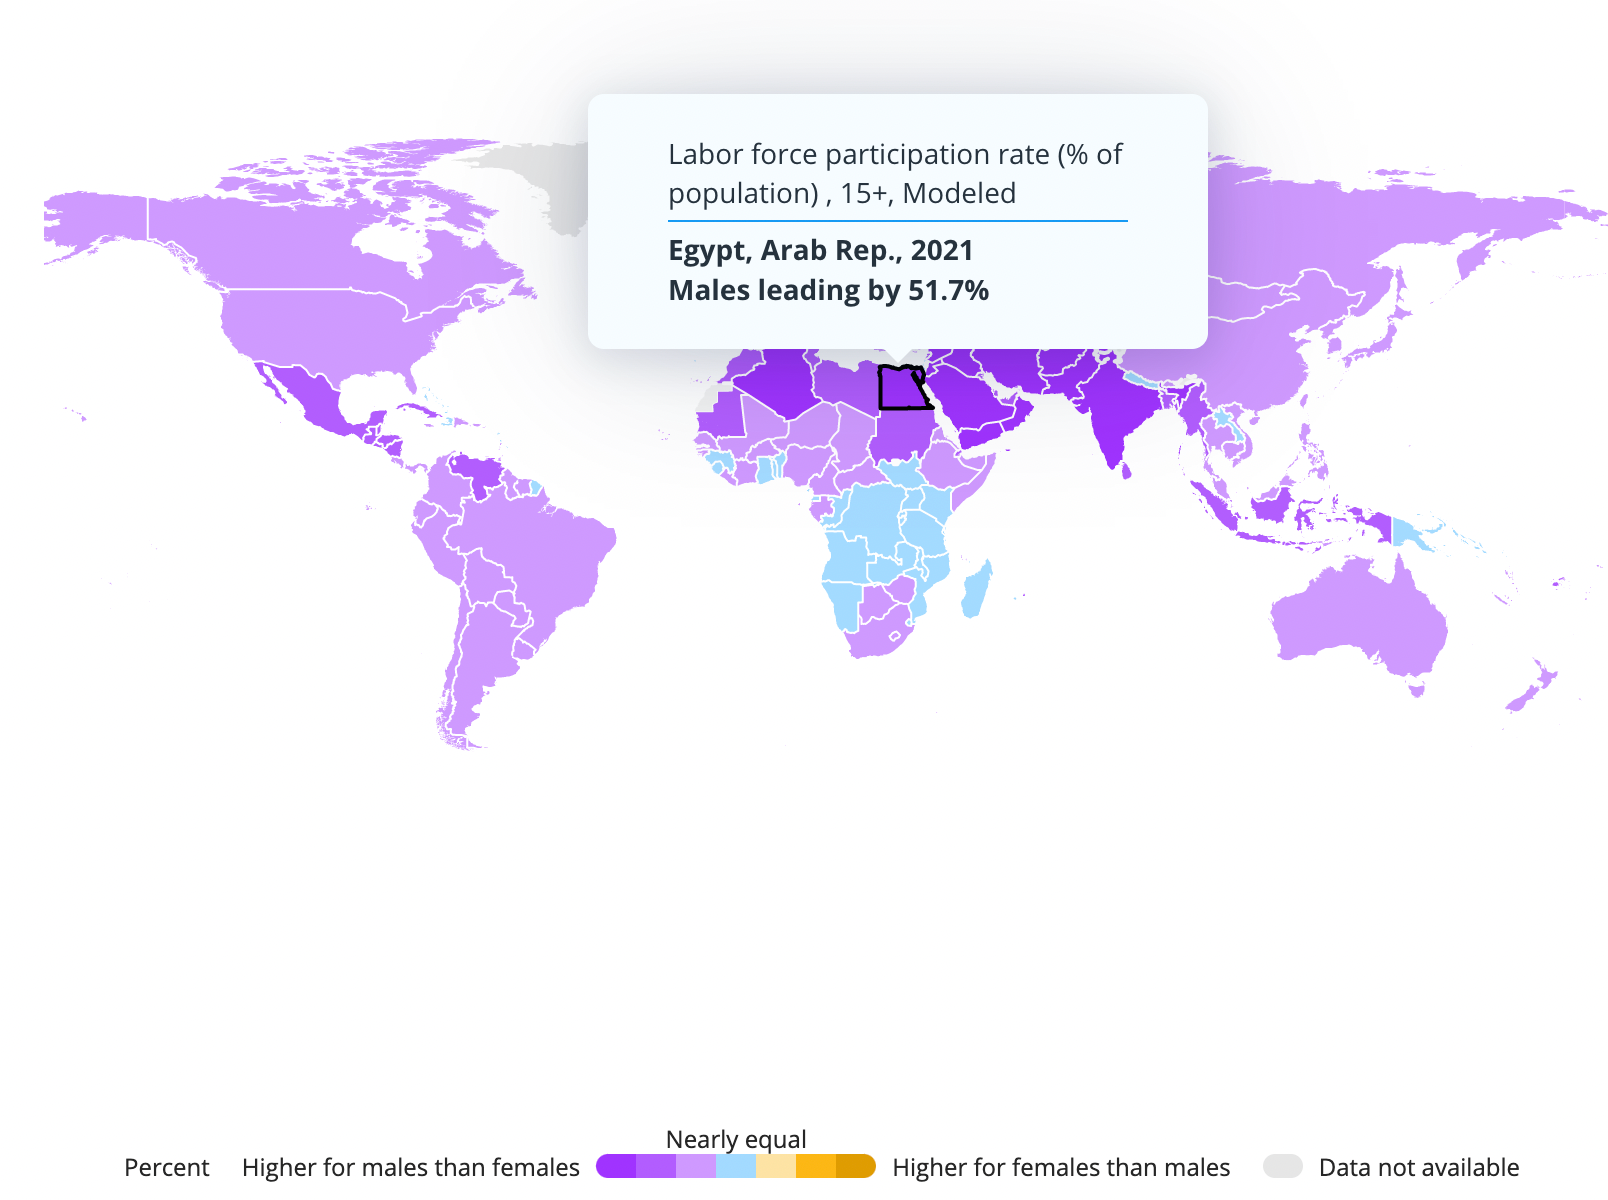 Labor force participation rate (% of
population) , 15+, Modeled
Egypt, Arab Rep., 2021
Males leading by 51.7%
Nearly equal
Percent
Higher for males than females
Higher for females than males
Data not available